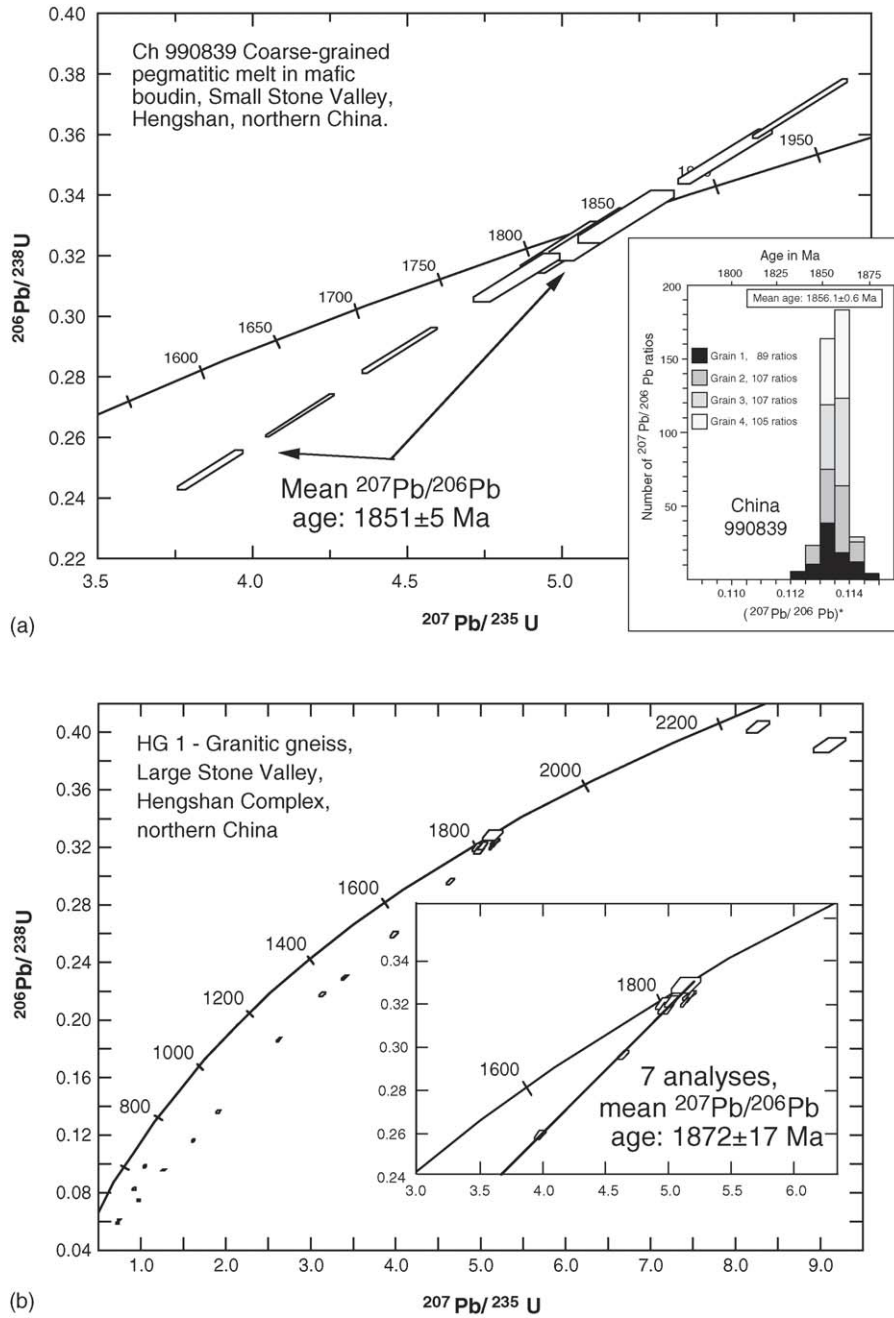 Ch 990839 Coarse-grained
pegmatitic melt in mafic
boudin, Small Stone Valley,
Hengshan, northern China.
0.40
0.38
0.36
0.34
0.32
0.30
0.28
0.26
0.24
0.22
206Pb/238U
1600
1650
1700
1750
1800
1850
1950
Mean 207Pb/206Pb
age: 1851±5 Ma
3.5
4.0
4.5
5.0
207Pb/235U
(a)
Age in Ma
1800
1825
1850
1875
Mean age: 1856.1±0.6 Ma
200
150
100
50
Number of 207Pb/206Pb ratios
Grain 1, 89 ratios
Grain 2, 107 ratios
Grain 3, 107 ratios
Grain 4, 105 ratios
China
990839
0.110
0.112
0.114
(207Pb/206Pb)*
HG 1 - Granitic gneiss,
Large Stone Valley,
Hengshan Complex,
northern China
0.40
0.36
0.32
0.28
0.24
0.20
0.16
0.12
0.08
0.04
206Pb/238U
800
1000
1200
1400
1600
1800
2000
2200
1.0
2.0
3.0
4.0
5.0
6.0
7.0
8.0
9.0
207Pb/235U
(b)
0.34
0.32
0.30
0.28
0.26
0.24
1600
1800
7 analyses,
mean 207Pb/206Pb
age: 1872±17 Ma
3.0
3.5
4.0
4.5
5.0
5.5
6.0